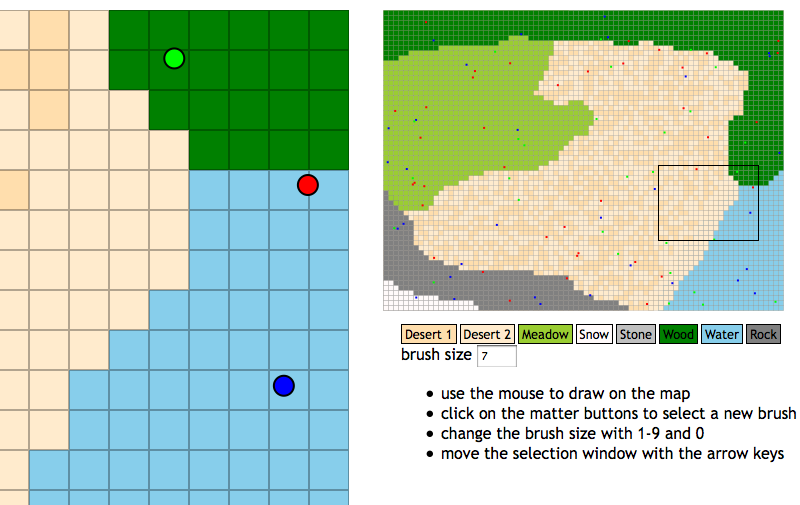 Desert 1 Desert 2 Meadow Snow Stone Wood Water Rock
brush size 7
• use the mouse to draw on the map
• click on the matter buttons to select a new brush
• change the brush size with 1-9 and 0
• move the selection window with the arrow keys